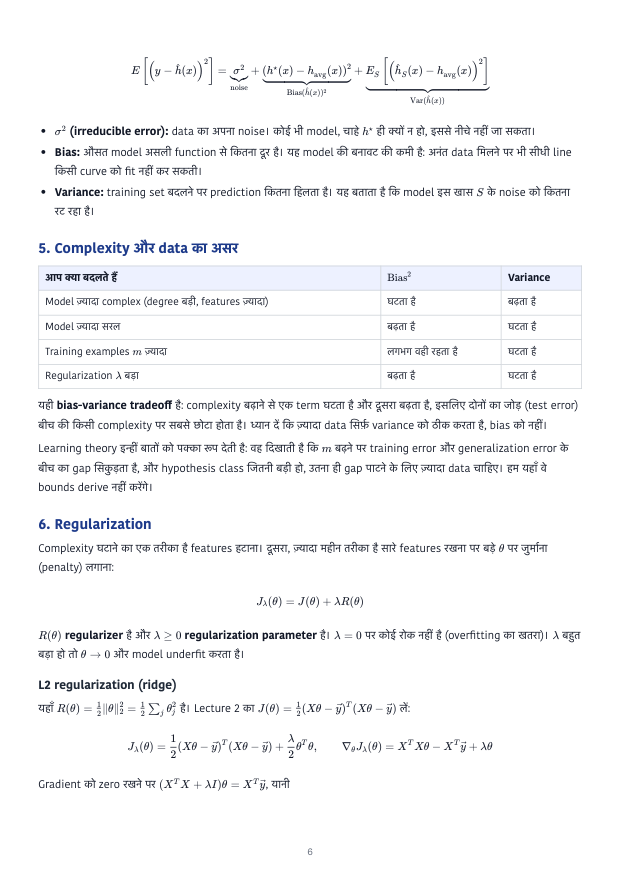 E[(y − ĥ(x))²] = σ² + (h*(x) − h_avg(x))² + E_S[(ĥ_S(x) − h_avg(x))²]
noise
Bias(ĥ(x))²
Var(ĥ(x))
• σ² (irreducible error): data का अपना noise। कोई भी model, चाहे h* ही क्यों न हो, इससे नीचे नहीं जा सकता।
• Bias: औसत model असली function से कितना दूर है। यह model की बनावट की कमी है: अनंत data मिलने पर भी सीधी line
किसी curve को fit नहीं कर सकती।
• Variance: training set बदलने पर prediction कितना हिलता है। यह बताता है कि model इस खास S के noise को कितना
रट रहा है।
5. Complexity और data का असर
आप क्या बदलते हैं Bias² Variance
Model ज़्यादा complex (degree बड़ी, features ज़्यादा) घटता है बढ़ता है
Model ज़्यादा सरल बढ़ता है घटता है
Training examples m ज़्यादा लगभग वही रहता है घटता है
Regularization λ बड़ा बढ़ता है घटता है
यही bias-variance tradeoff है: complexity बढ़ाने से एक term घटता है और दूसरा बढ़ता है, इसलिए दोनों का जोड़ (test error)
बीच की किसी complexity पर सबसे छोटा होता है। ध्यान दें कि ज़्यादा data सिर्फ़ variance को ठीक करता है, bias को नहीं।
Learning theory इन्हीं बातों को पक्का रूप देती है: वह दिखाती है कि m बढ़ने पर training error और generalization error के
बीच का gap सिकुड़ता है, और hypothesis class जितनी बड़ी हो, उतना ही gap पाटने के लिए ज़्यादा data चाहिए। हम यहाँ वे
bounds derive नहीं करेंगे।
6. Regularization
Complexity घटाने का एक तरीका है features हटाना। दूसरा, ज़्यादा महीन तरीका है सारे features रखना पर बड़े θ पर जुर्माना
(penalty) लगाना:
J_λ(θ) = J(θ) + λR(θ)
R(θ) regularizer है और λ ≥ 0 regularization parameter है। λ = 0 पर कोई रोक नहीं है (overfitting का खतरा)। λ बहुत
बड़ा हो तो θ → 0 और model underfit करता है।
L2 regularization (ridge)
यहाँ R(θ) = ½‖θ‖₂² = ½ ∑_j θ_j² है। Lecture 2 का J(θ) = ½(Xθ − y⃗)ᵀ(Xθ − y⃗) लें:
J_λ(θ) = 1/2 (Xθ − y⃗)ᵀ(Xθ − y⃗) + λ/2 θᵀθ, ∇_θJ_λ(θ) = XᵀXθ − Xᵀy⃗ + λθ
Gradient को zero रखने पर (XᵀX + λI)θ = Xᵀy⃗, यानी
6